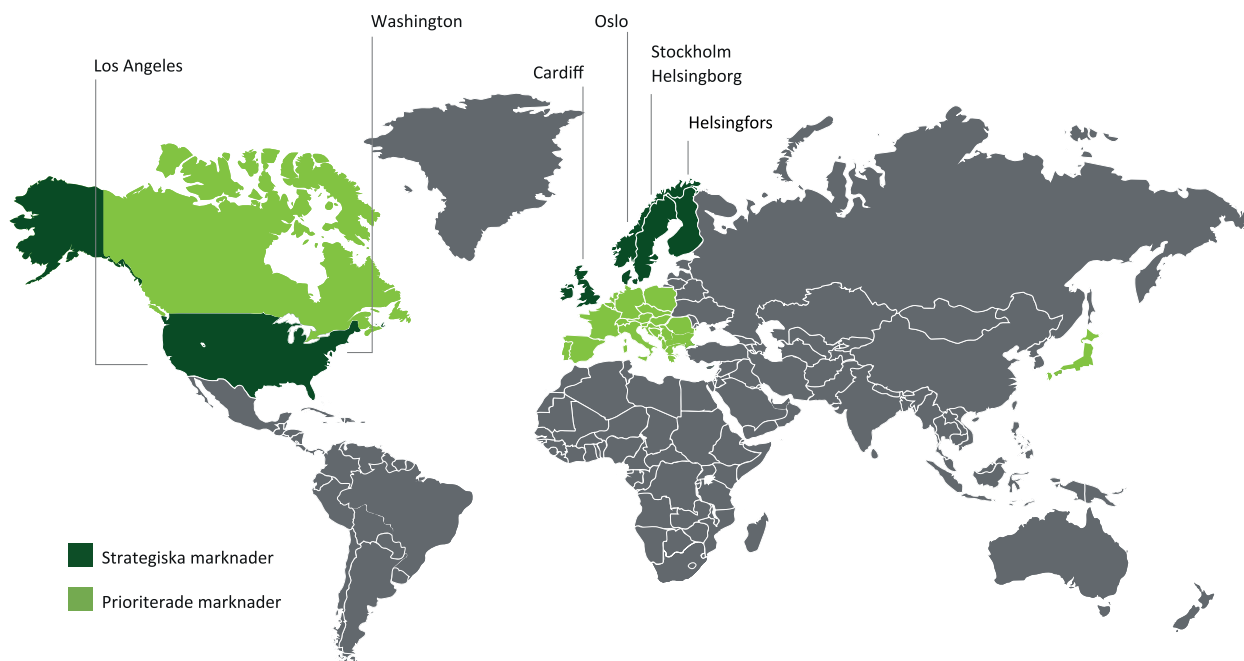 Washington
Oslo
Los Angeles
Stockholm
Helsingborg
Cardiff
Helsingfors
Strategiska marknader
Prioriterade marknader